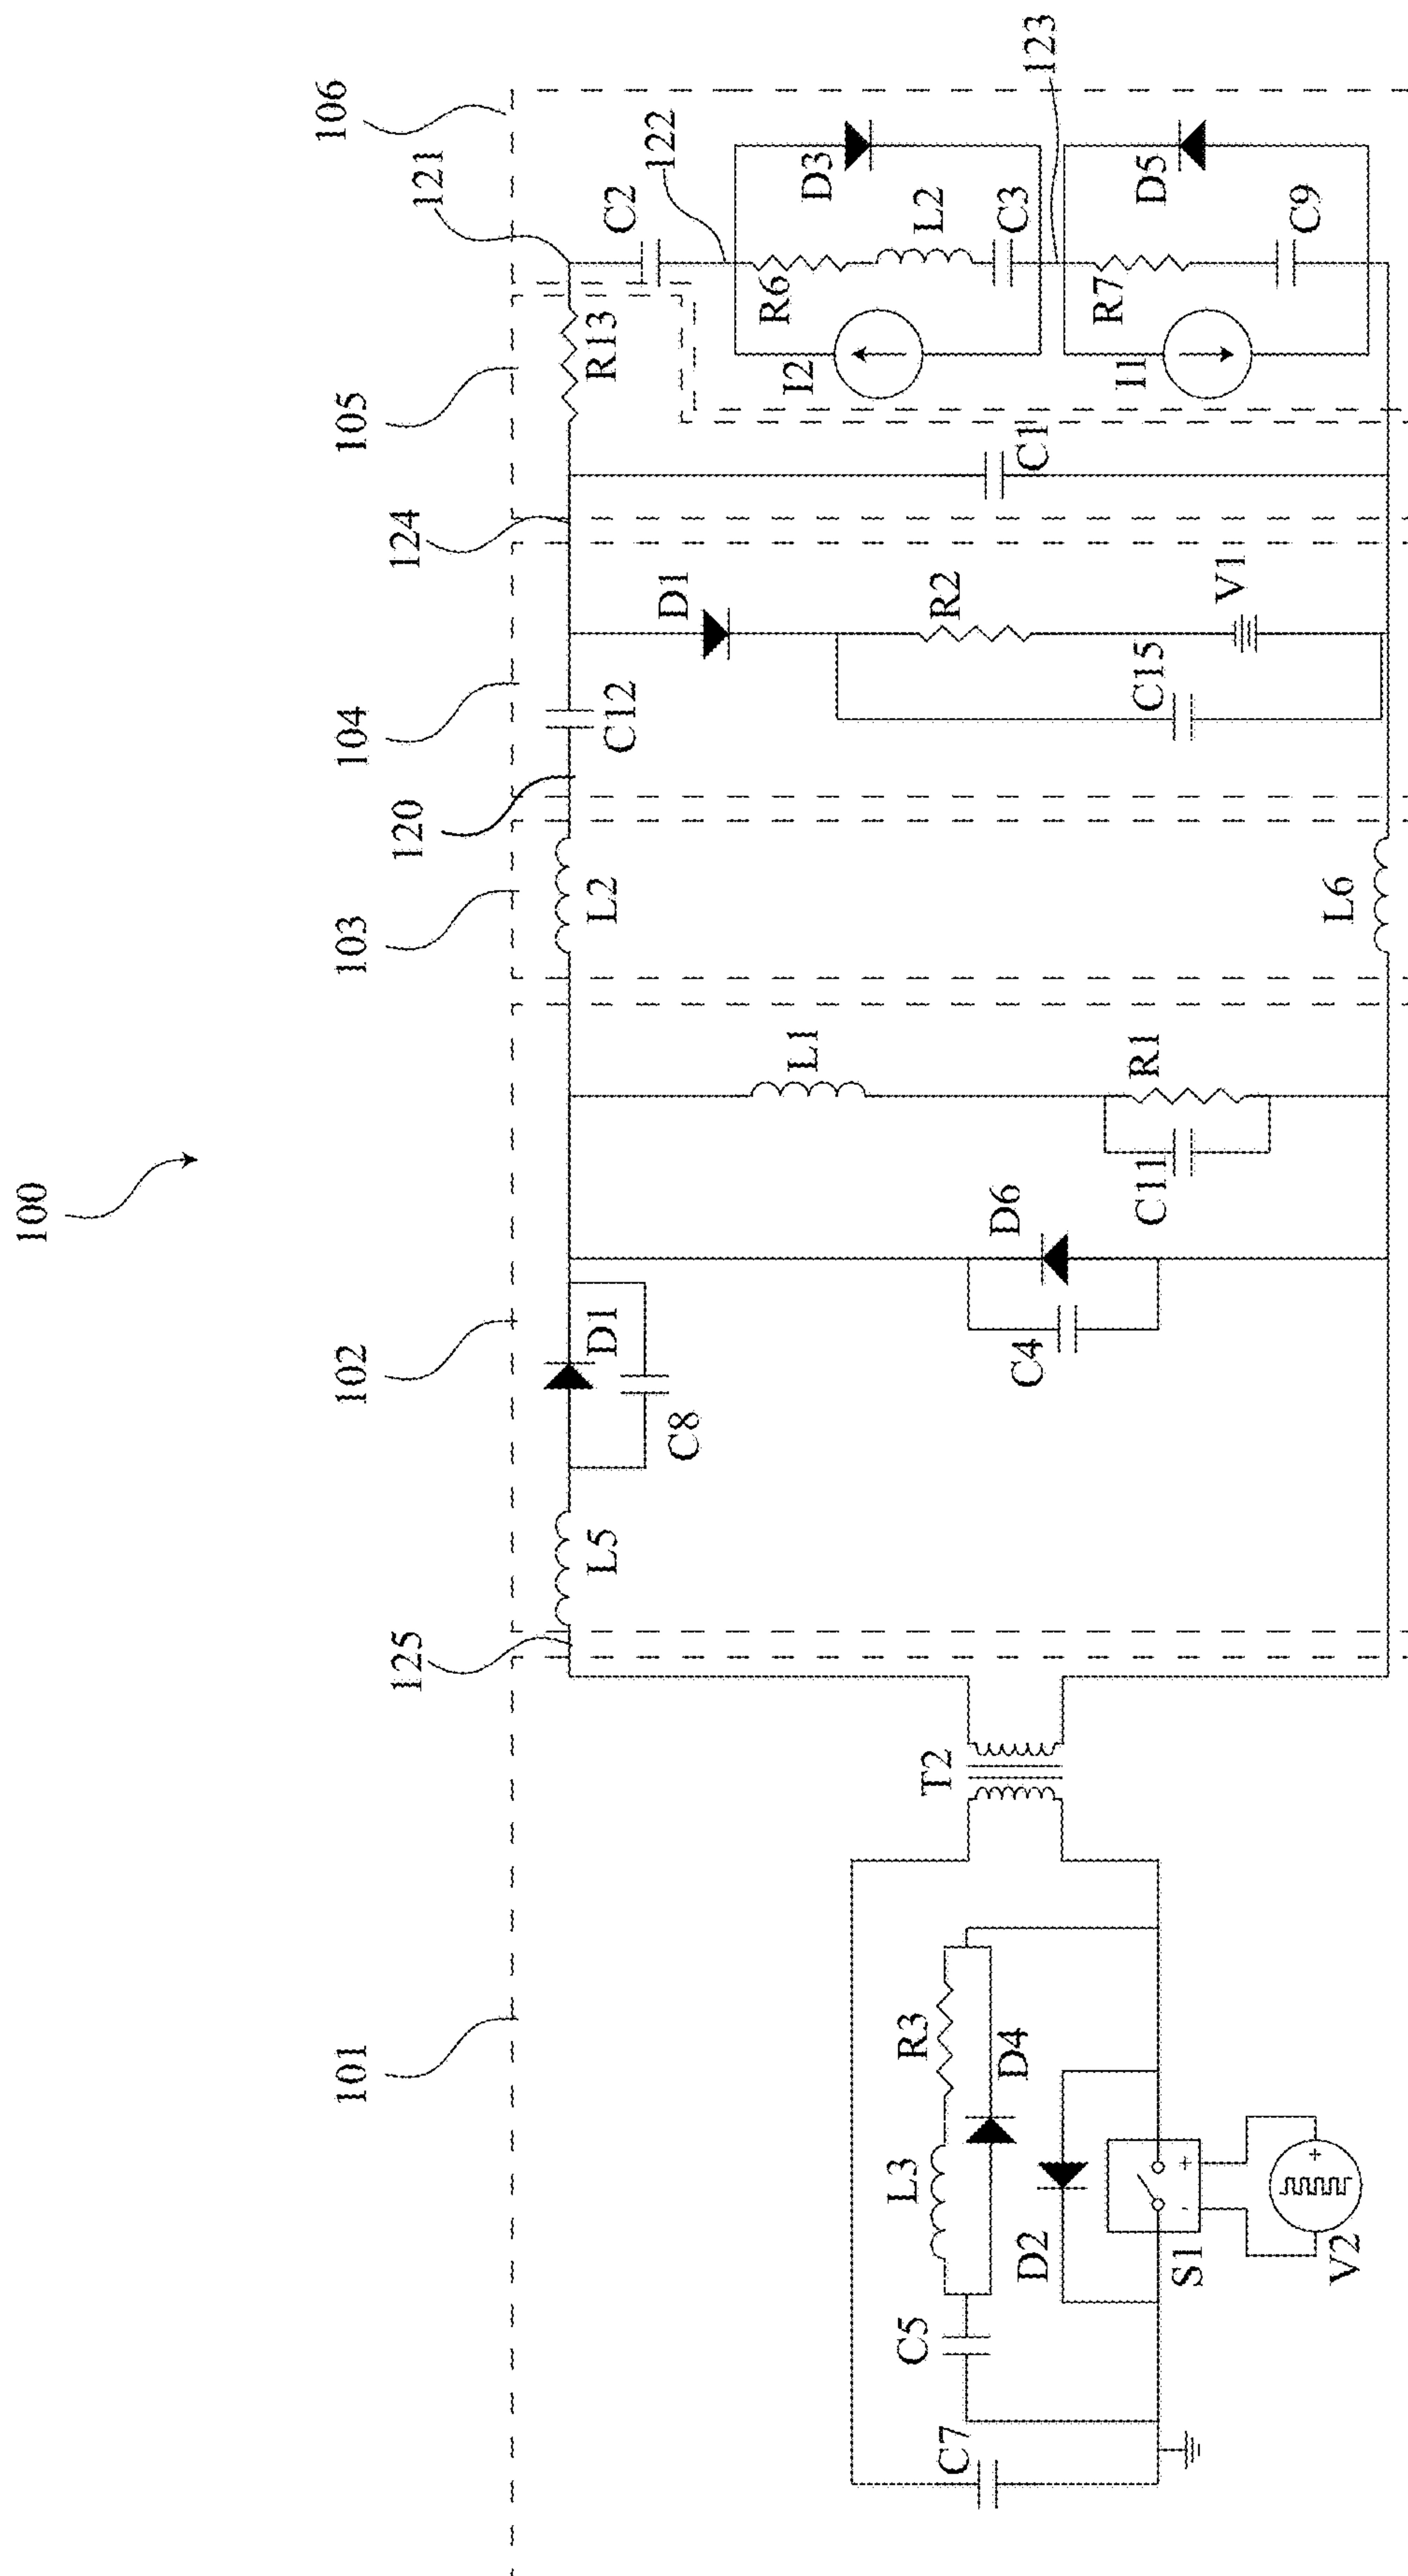 100
101
102
103
104
105
106
125
120
124
121
L5
D1
L2
C12
R13
C2
C8
D1
122
L1
I2
R6
D3
C5
L3
R3
T2
R2
L2
C7
D2
D4
C4
D6
C1
C3
123
C11
R1
C15
I1
R7
D5
S1
- +
V1
V2
+
L6
C9